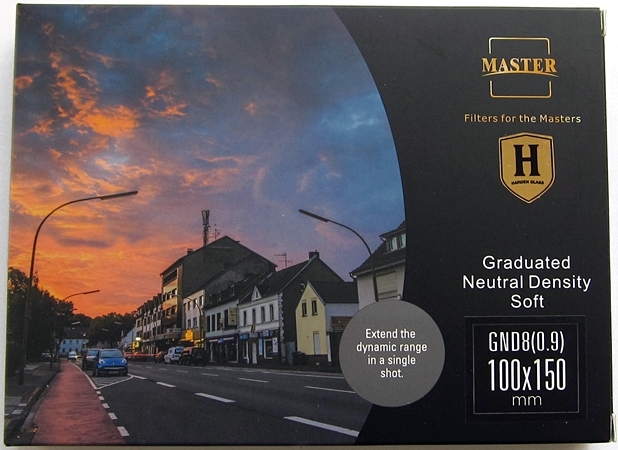 MASTER
Filters for the Masters
H
HARDEN GLASS
Graduated
Neutral Density
Soft
Extend the
dynamic range
in a single
shot.
GND8(0.9)
100x150
mm